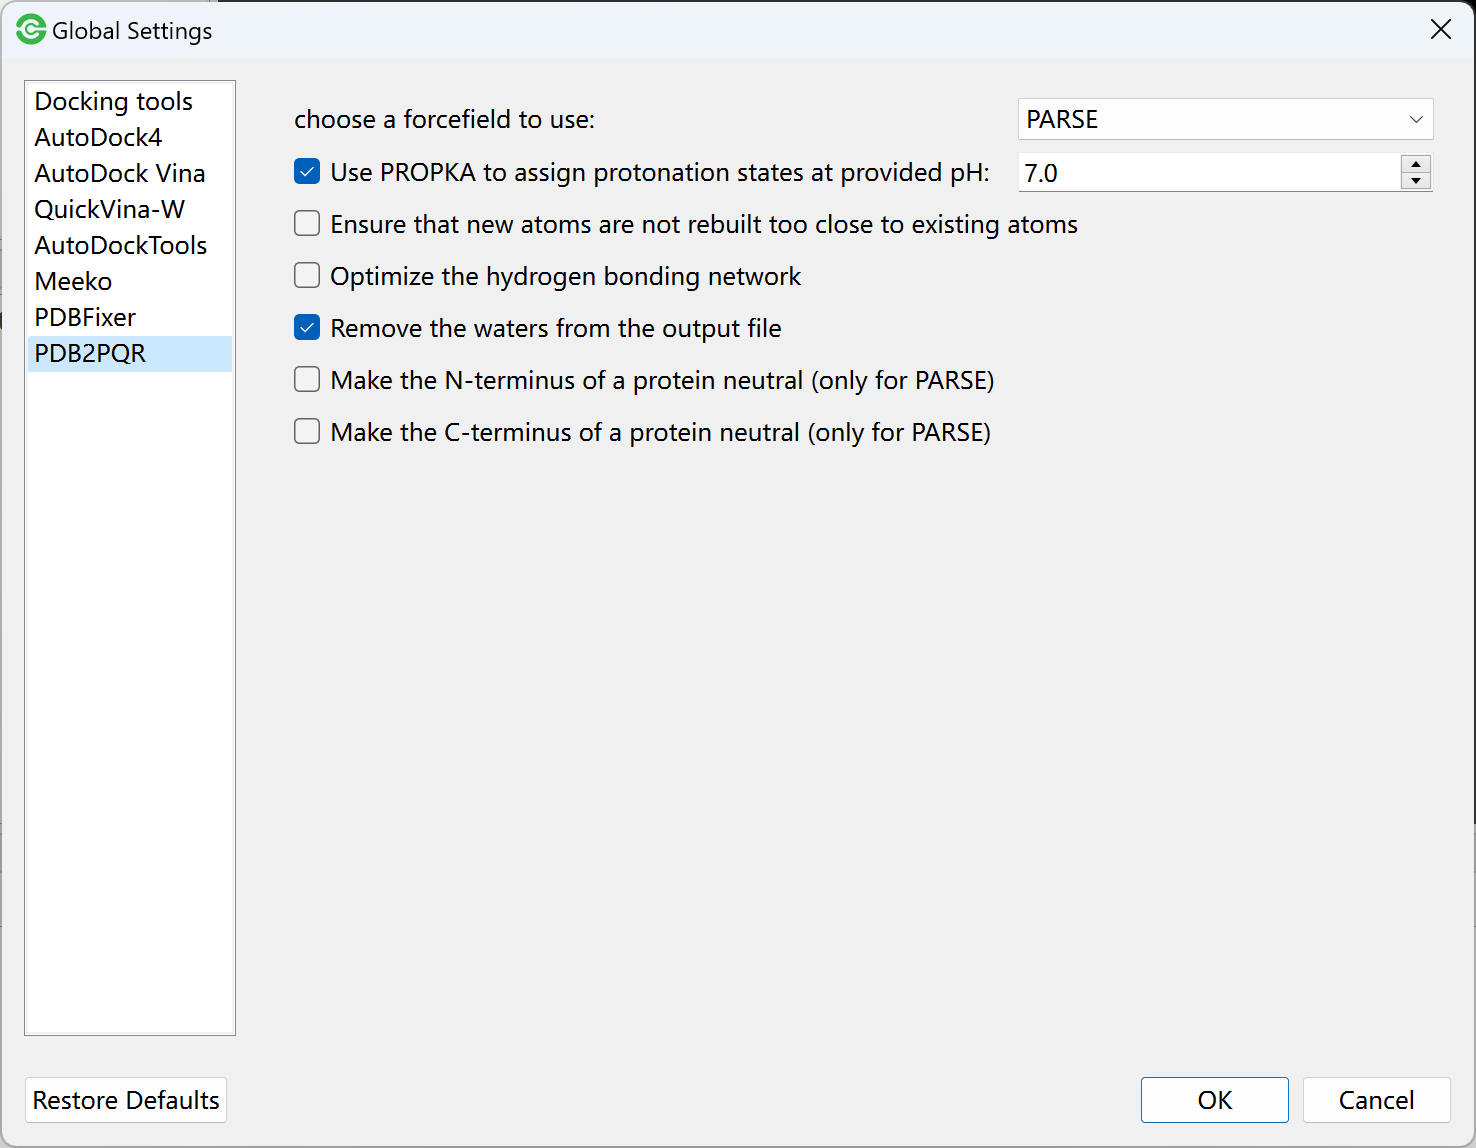 Global Settings
Docking tools
AutoDock4
AutoDock Vina
QuickVina-W
AutoDockTools
Meeko
PDBFixer
PDB2PQR
choose a forcefield to use:
PARSE
Use PROPKA to assign protonation states at provided pH:
7.0
Ensure that new atoms are not rebuilt too close to existing atoms
Optimize the hydrogen bonding network
Remove the waters from the output file
Make the N-terminus of a protein neutral (only for PARSE)
Make the C-terminus of a protein neutral (only for PARSE)
Restore Defaults
OK
Cancel